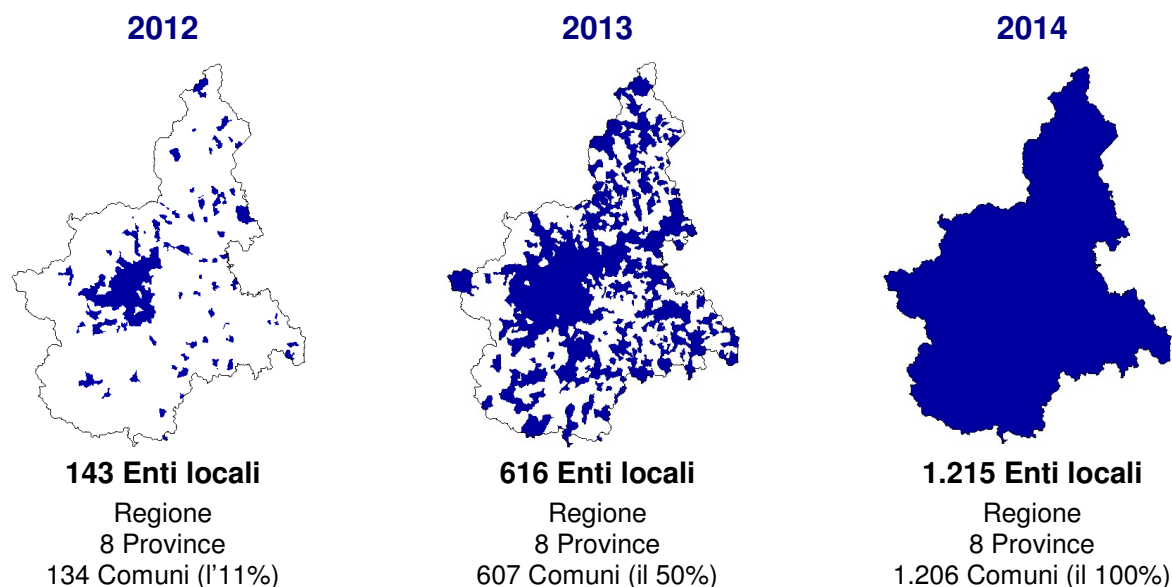 2012
143 Enti locali
Regione
8 Province
134 Comuni (l'11%)
2013
616 Enti locali
Regione
8 Province
607 Comuni (il 50%)
2014
1.215 Enti locali
Regione
8 Province
1.206 Comuni (il 100%)